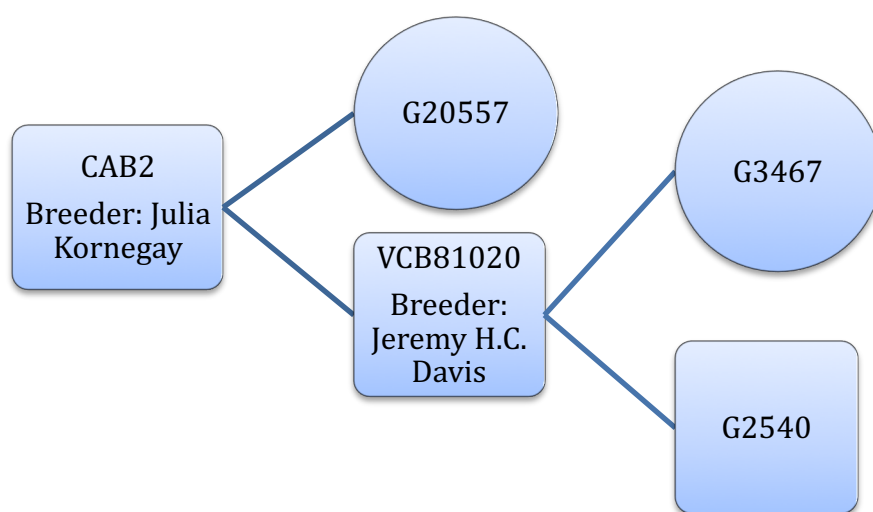 CAB2
Breeder: Julia
Kornegay
G20557
VCB81020
Breeder:
Jeremy H.C.
Davis
G3467
G2540